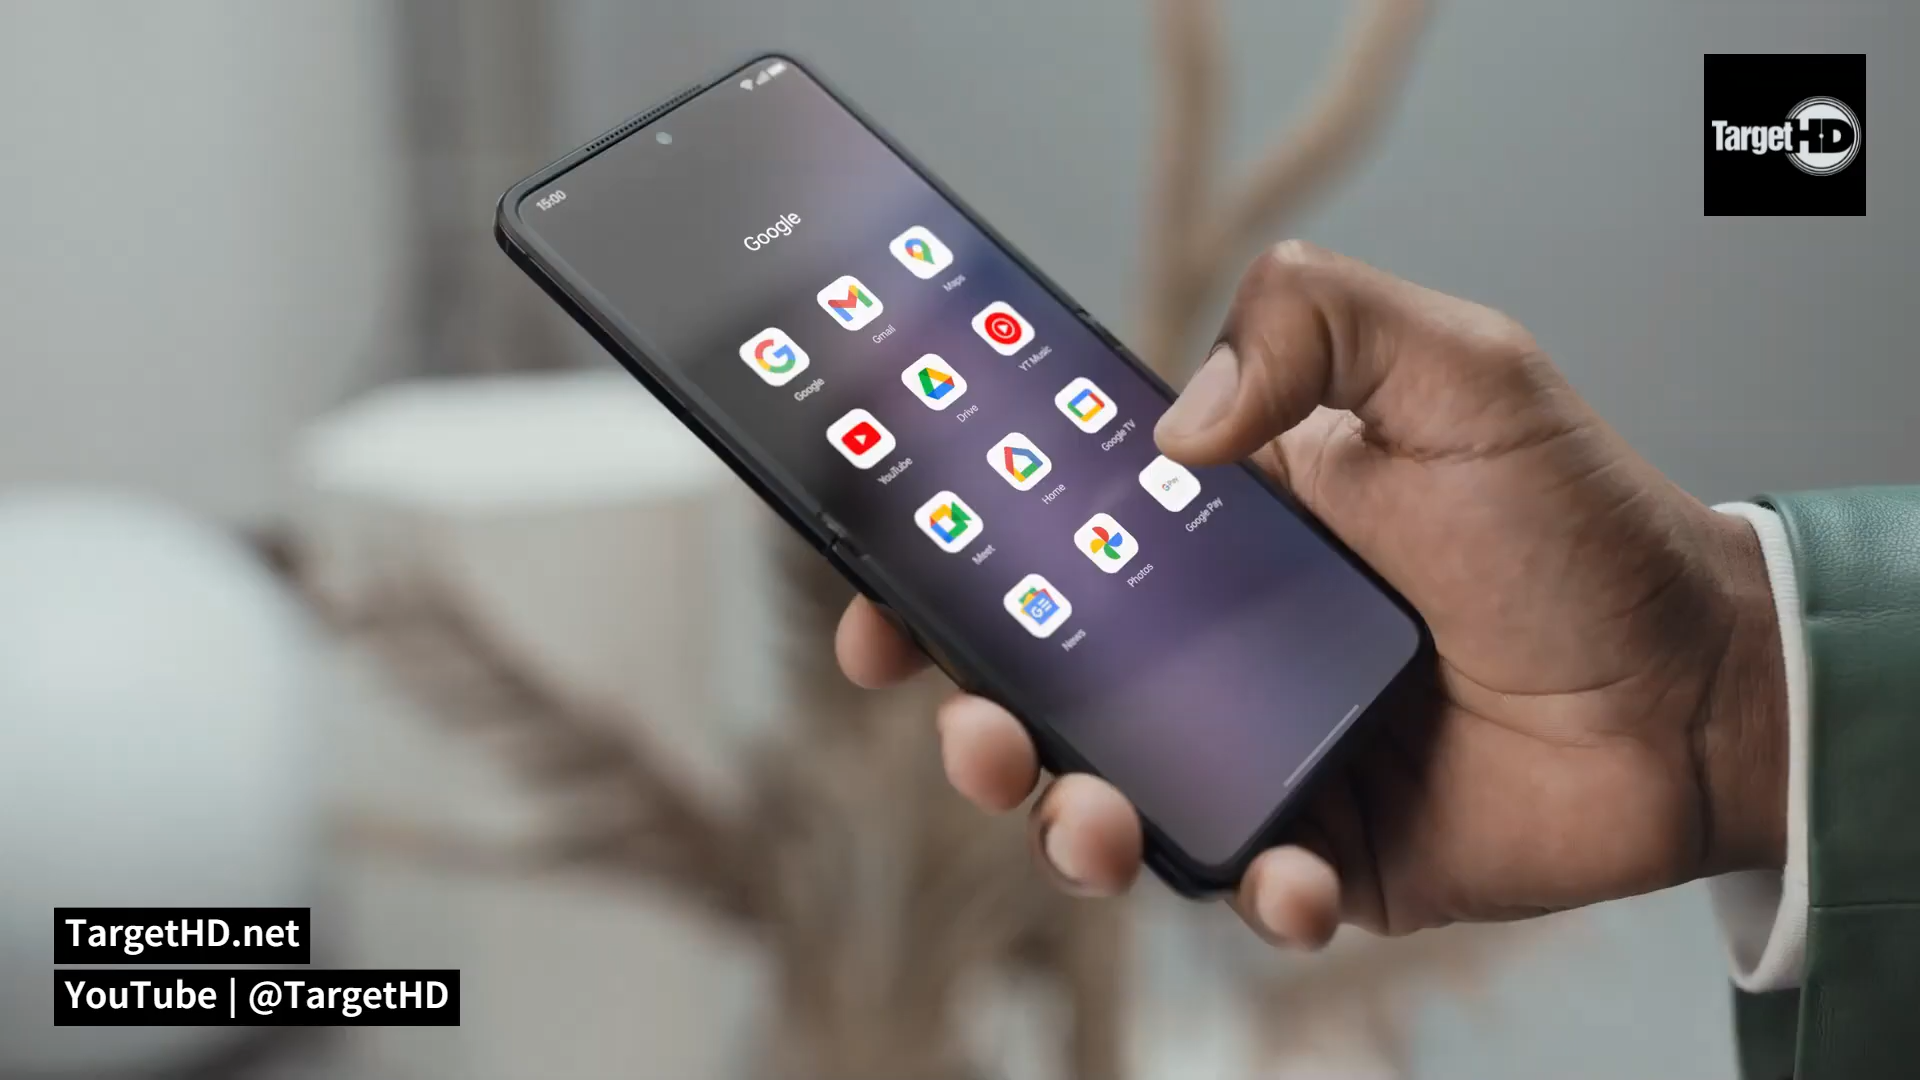 TargetHD
15:00
Google
Google
Gmail
Maps
YouTube
Drive
YT Music
Meet
Home
Google TV
News
Photos
G Pay
Google Pay
TargetHD.net
YouTube | @TargetHD